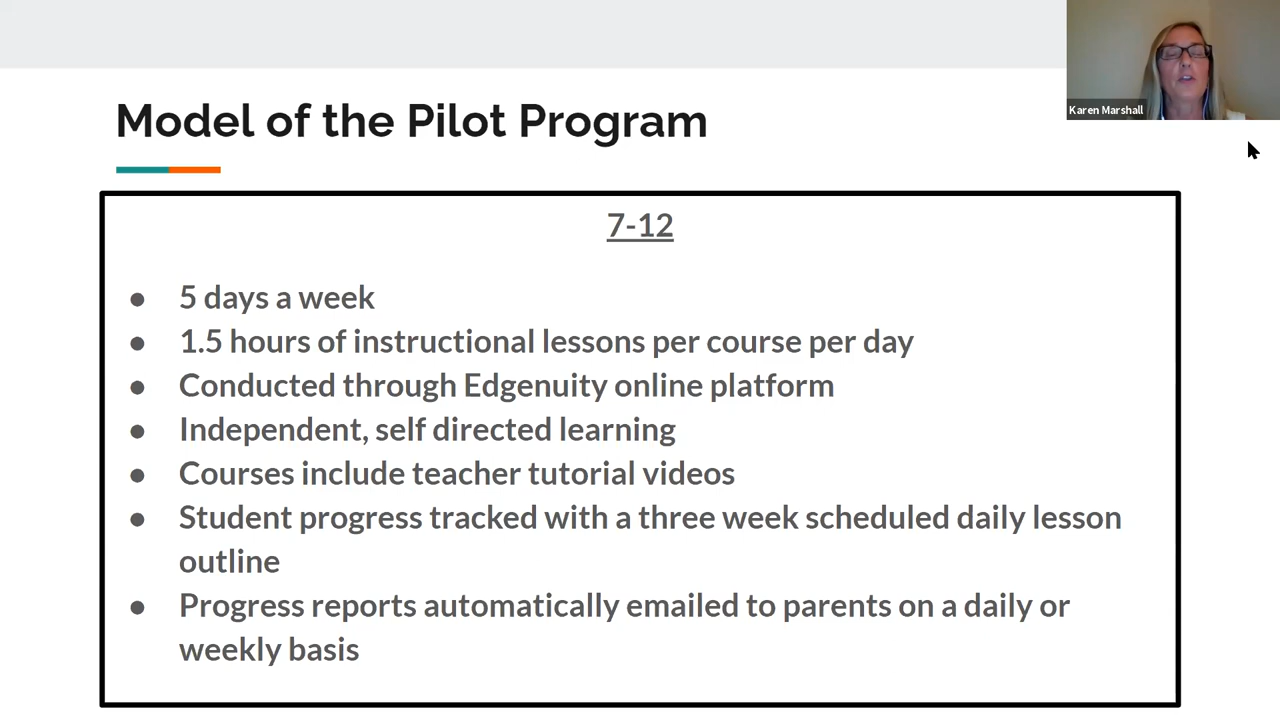 Karen Marshall
Model of the Pilot Program
7-12
● 5 days a week
● 1.5 hours of instructional lessons per course per day
● Conducted through Edgenuity online platform
● Independent, self directed learning
● Courses include teacher tutorial videos
● Student progress tracked with a three week scheduled daily lesson
outline
● Progress reports automatically emailed to parents on a daily or
weekly basis